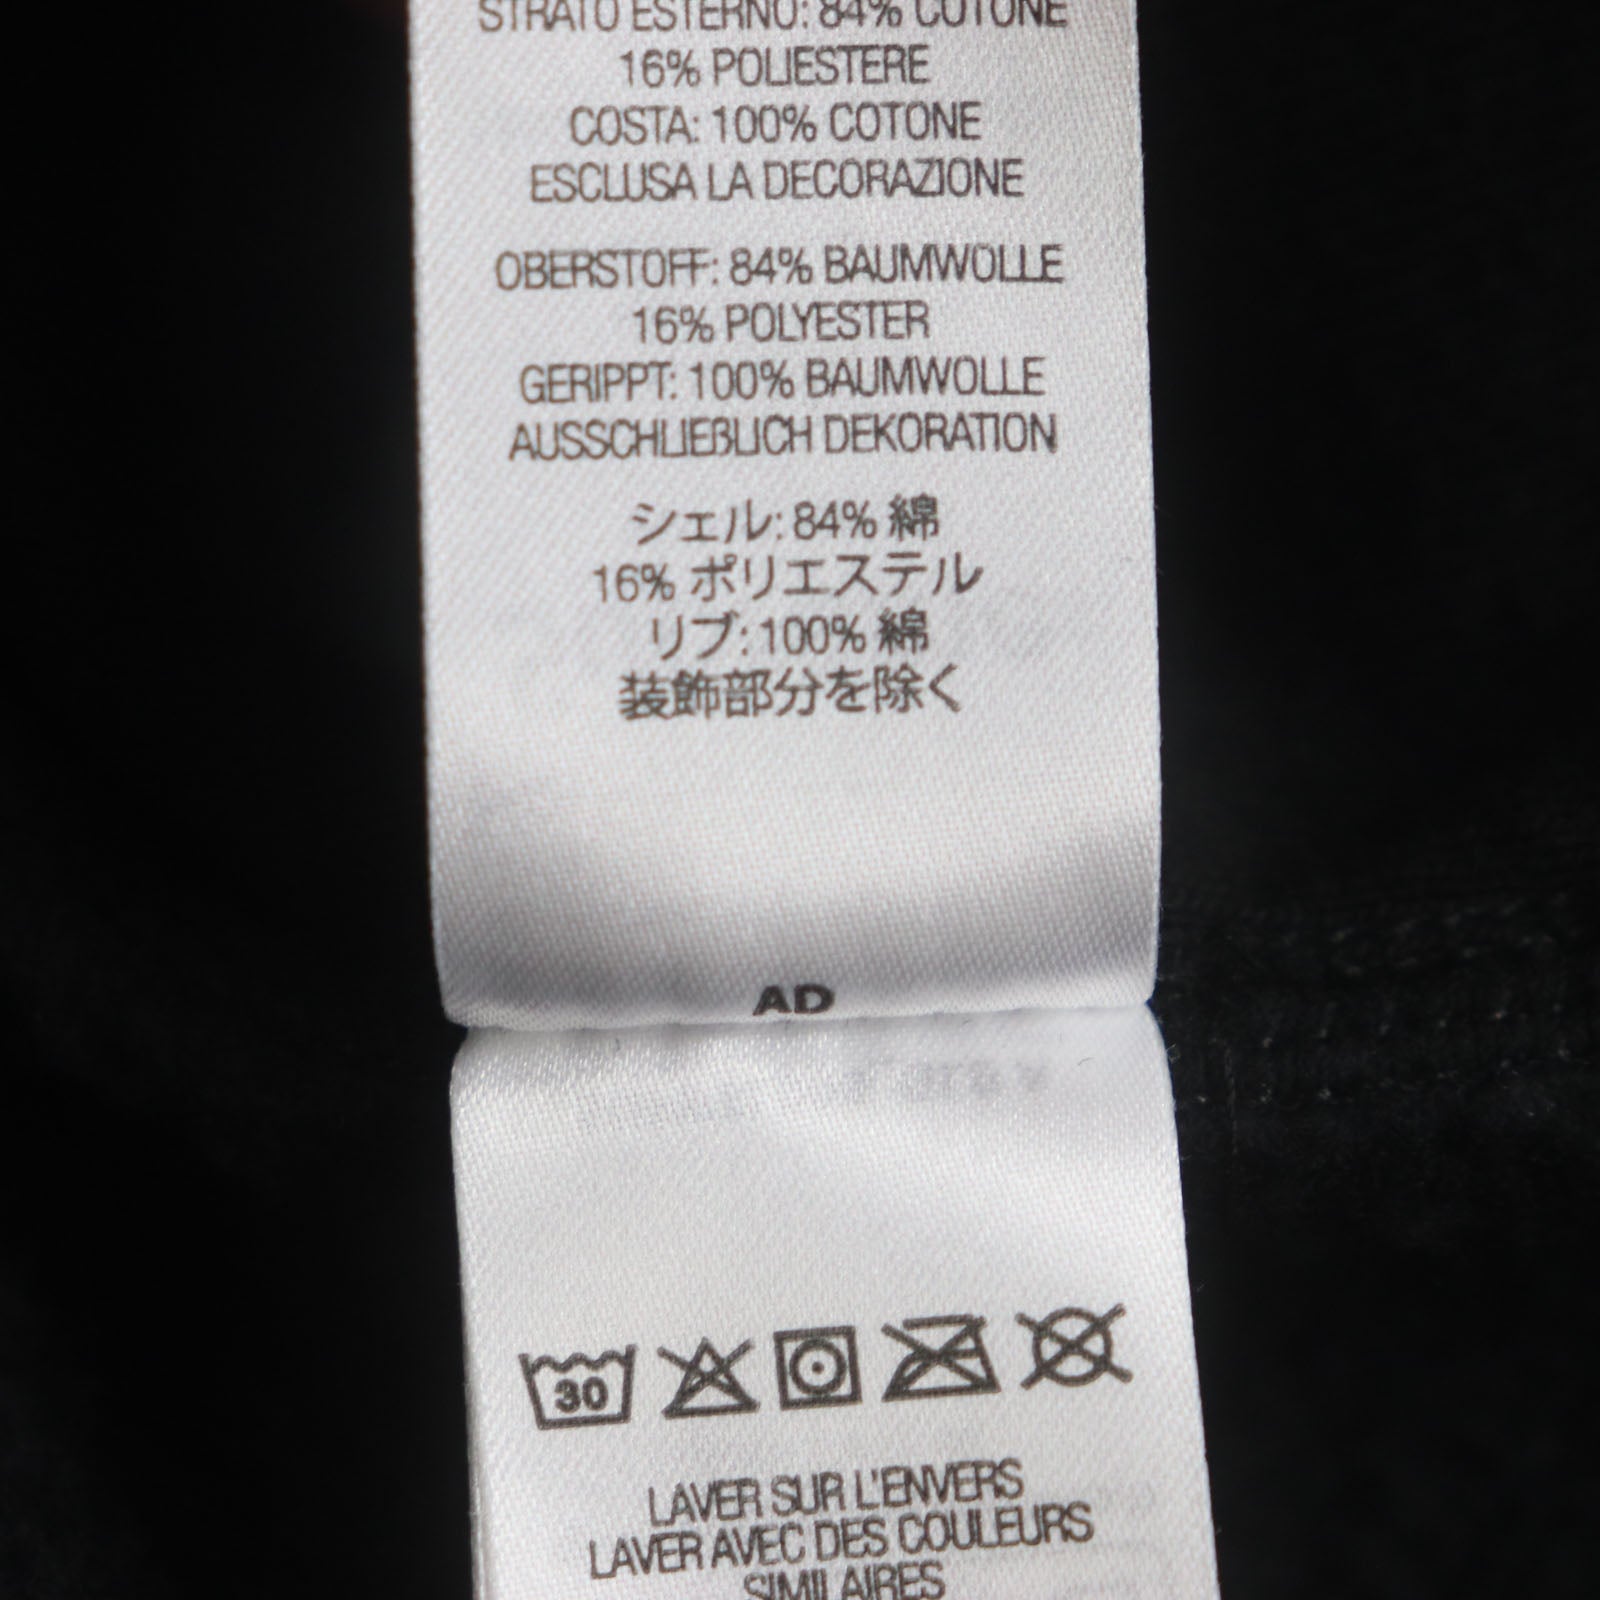 STRATO ESTERNO: 84% COTONE
16% POLIESTERE
COSTA: 100% COTONE
ESCLUSA LA DECORAZIONE
OBERSTOFF: 84% BAUMWOLLE
16% POLYESTER
GERIPPT: 100% BAUMWOLLE
AUSSCHLIEßLICH DEKORATION
シェル: 84% 綿
16% ポリエステル
リブ: 100% 綿
装飾部分を除く
AD
30
LAVER SUR L'ENVERS
LAVER AVEC DES COULEURS
SIMILAIRES